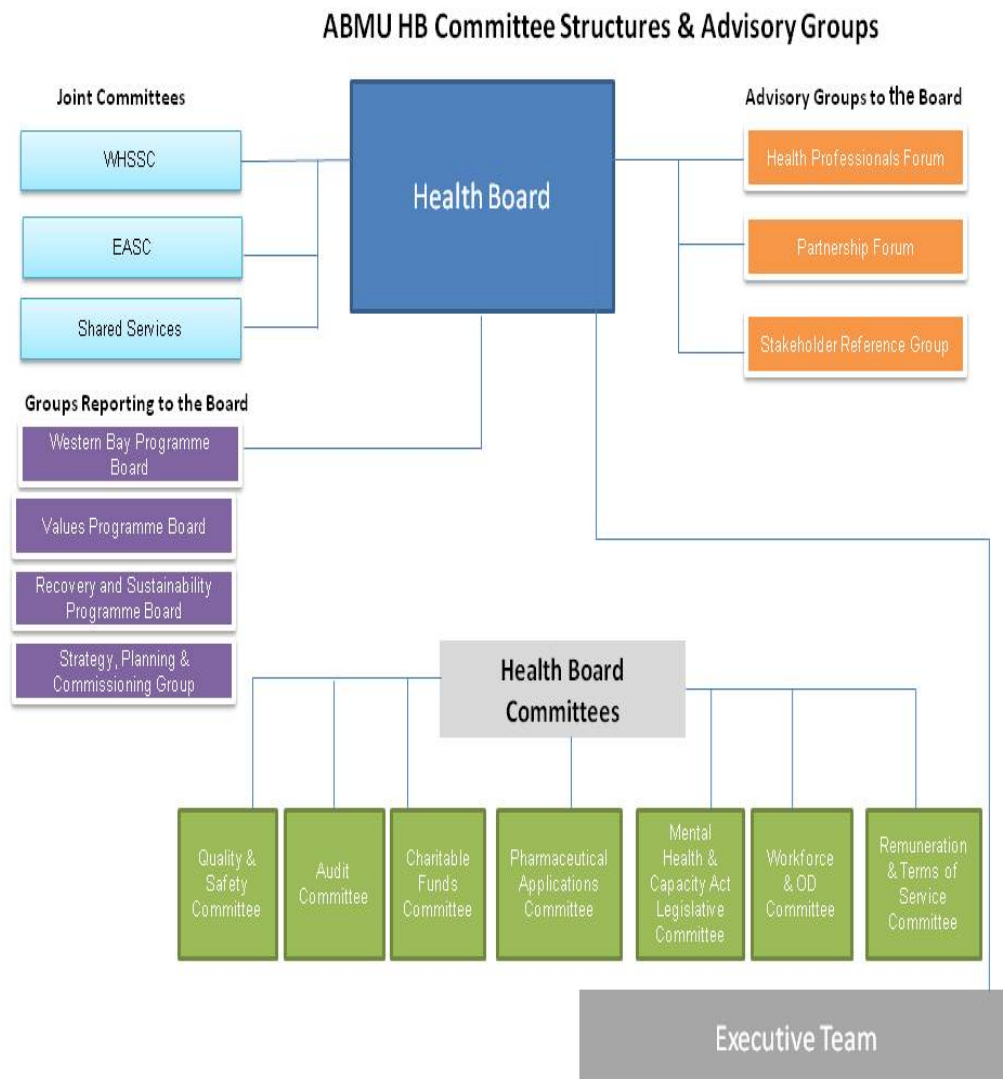 ABMU HB Committee Structures & Advisory Groups
Joint Committees
WHSSC
EASC
Shared Services
Health Board
Advisory Groups to the Board
Health Professionals Forum
Partnership Forum
Stakeholder Reference Group
Groups Reporting to the Board
Western Bay Programme
Board
Values Programme Board
Recovery and Sustainability
Programme Board
Strategy, Planning &
Commissioning Group
Health Board
Committees
Quality &
Safety
Committee
Audit
Committee
Charitable
Funds
Committee
Pharmaceutical
Applications
Committee
Mental
Health &
Capacity Act
Legislative
Committee
Workforce
& OD
Committee
Remuneration
& Terms of
Service
Committee
Executive Team